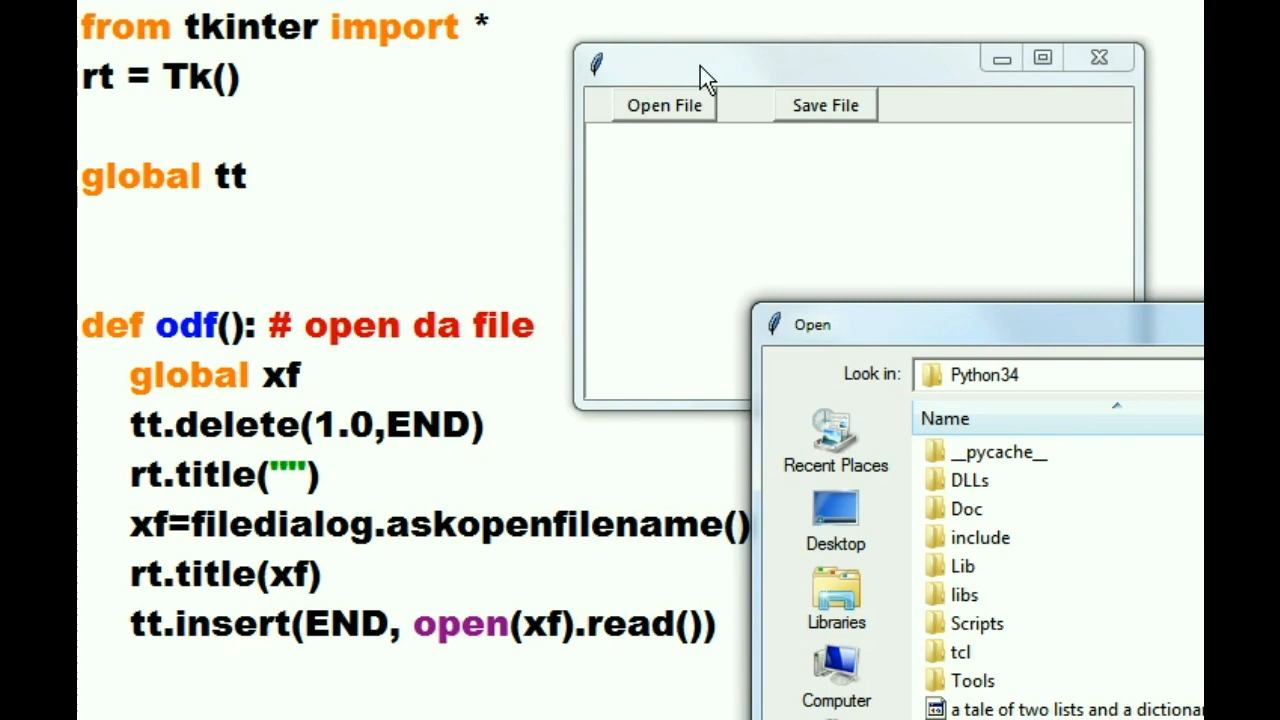 from tkinter import *
rt = Tk()
global tt
def odf(): # open da file
global xf
tt.delete(1.0,END)
rt.title("")
xf=filedialog.askopenfilename()
rt.title(xf)
tt.insert(END, open(xf).read())
Open File Save File
Open
Look in: Python34
Name
__pycache__
DLLs
Doc
include
Lib
libs
Scripts
tcl
Tools
a tale of two lists and a dictionar
Recent Places
Desktop
Libraries
Computer